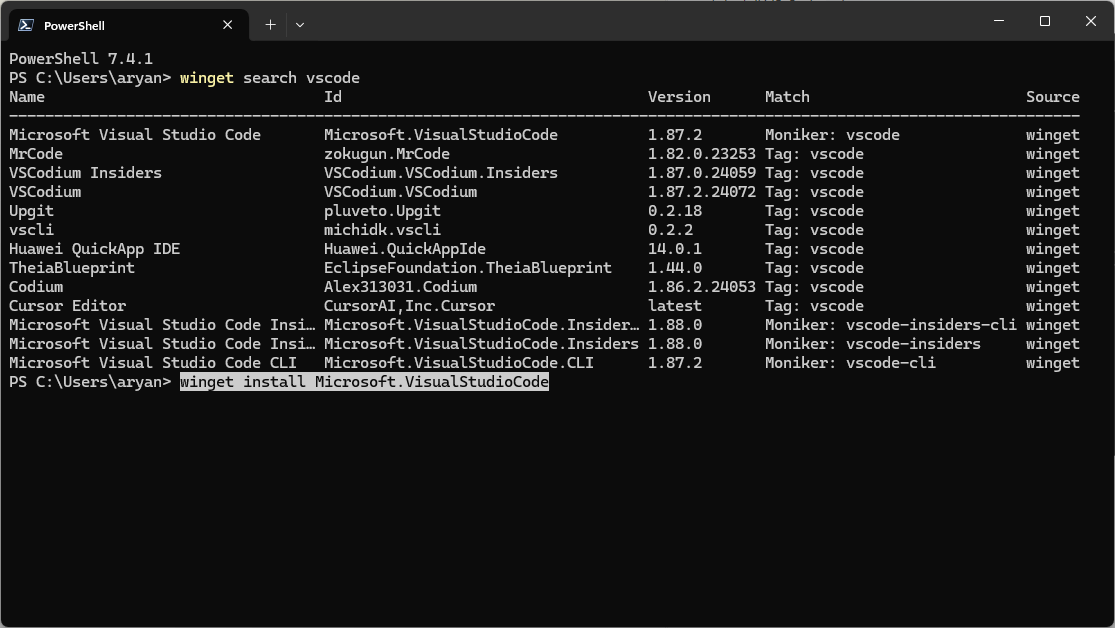 PowerShell
PowerShell 7.4.1
PS C:\Users\aryan> winget search vscode
Name Id Version Match Source
-----------------------------------------------------------------------------------------------------------------------
Microsoft Visual Studio Code Microsoft.VisualStudioCode 1.87.2 Moniker: vscode winget
MrCode zokugun.MrCode 1.82.0.23253 Tag: vscode winget
VSCodium Insiders VSCodium.VSCodium.Insiders 1.87.0.24059 Tag: vscode winget
VSCodium VSCodium.VSCodium 1.87.2.24072 Tag: vscode winget
Upgit pluveto.Upgit 0.2.18 Tag: vscode winget
vscli michidk.vscli 0.2.2 Tag: vscode winget
Huawei QuickApp IDE Huawei.QuickAppIde 14.0.1 Tag: vscode winget
TheiaBlueprint EclipseFoundation.TheiaBlueprint 1.44.0 Tag: vscode winget
Codium Alex313031.Codium 1.86.2.24053 Tag: vscode winget
Cursor Editor CursorAI,Inc.Cursor latest Tag: vscode winget
Microsoft Visual Studio Code Insi… Microsoft.VisualStudioCode.Insider… 1.88.0 Moniker: vscode-insiders-cli winget
Microsoft Visual Studio Code Insi… Microsoft.VisualStudioCode.Insiders 1.88.0 Moniker: vscode-insiders winget
Microsoft Visual Studio Code CLI Microsoft.VisualStudioCode.CLI 1.87.2 Moniker: vscode-cli winget
PS C:\Users\aryan> winget install Microsoft.VisualStudioCode